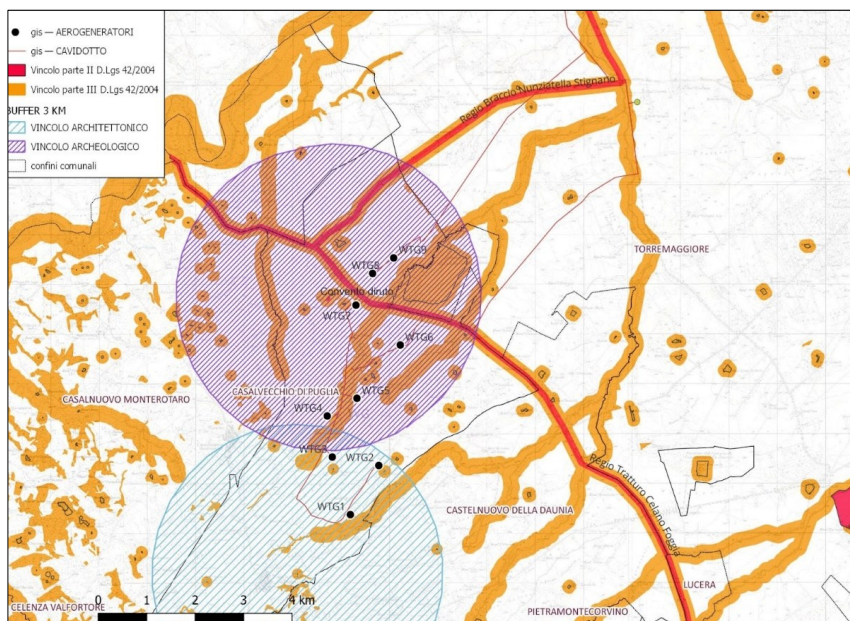 gis — AEROGENERATORI
gis — CAVIDOTTO
Vincolo parte II D.Lgs 42/2004
Vincolo parte III D.Lgs 42/2004
BUFFER 3 KM
VINCOLO ARCHITETTONICO
VINCOLO ARCHEOLOGICO
confini comunali
Regio Braccio Nunziatella Stignano
WTG9
TORREMAGGIORE
WTG8
Convento diruto
WTG7
WTG6
CASALVECCHIO DI PUGLIA
WTG5
CASALNUOVO MONTEROTARO
WTG4
WTG3
WTG2
Regio Tratturo Celano Foggia
WTG1
CASTELNUOVO DELLA DAUNIA
LUCERA
CELENZA VALFORTORE
0 1 2 3 4 km
PIETRAMONTECORVINO